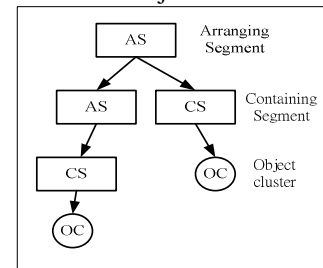 AS
Arranging
Segment
AS
CS
Containing
Segment
CS
OC
Object
cluster
OC